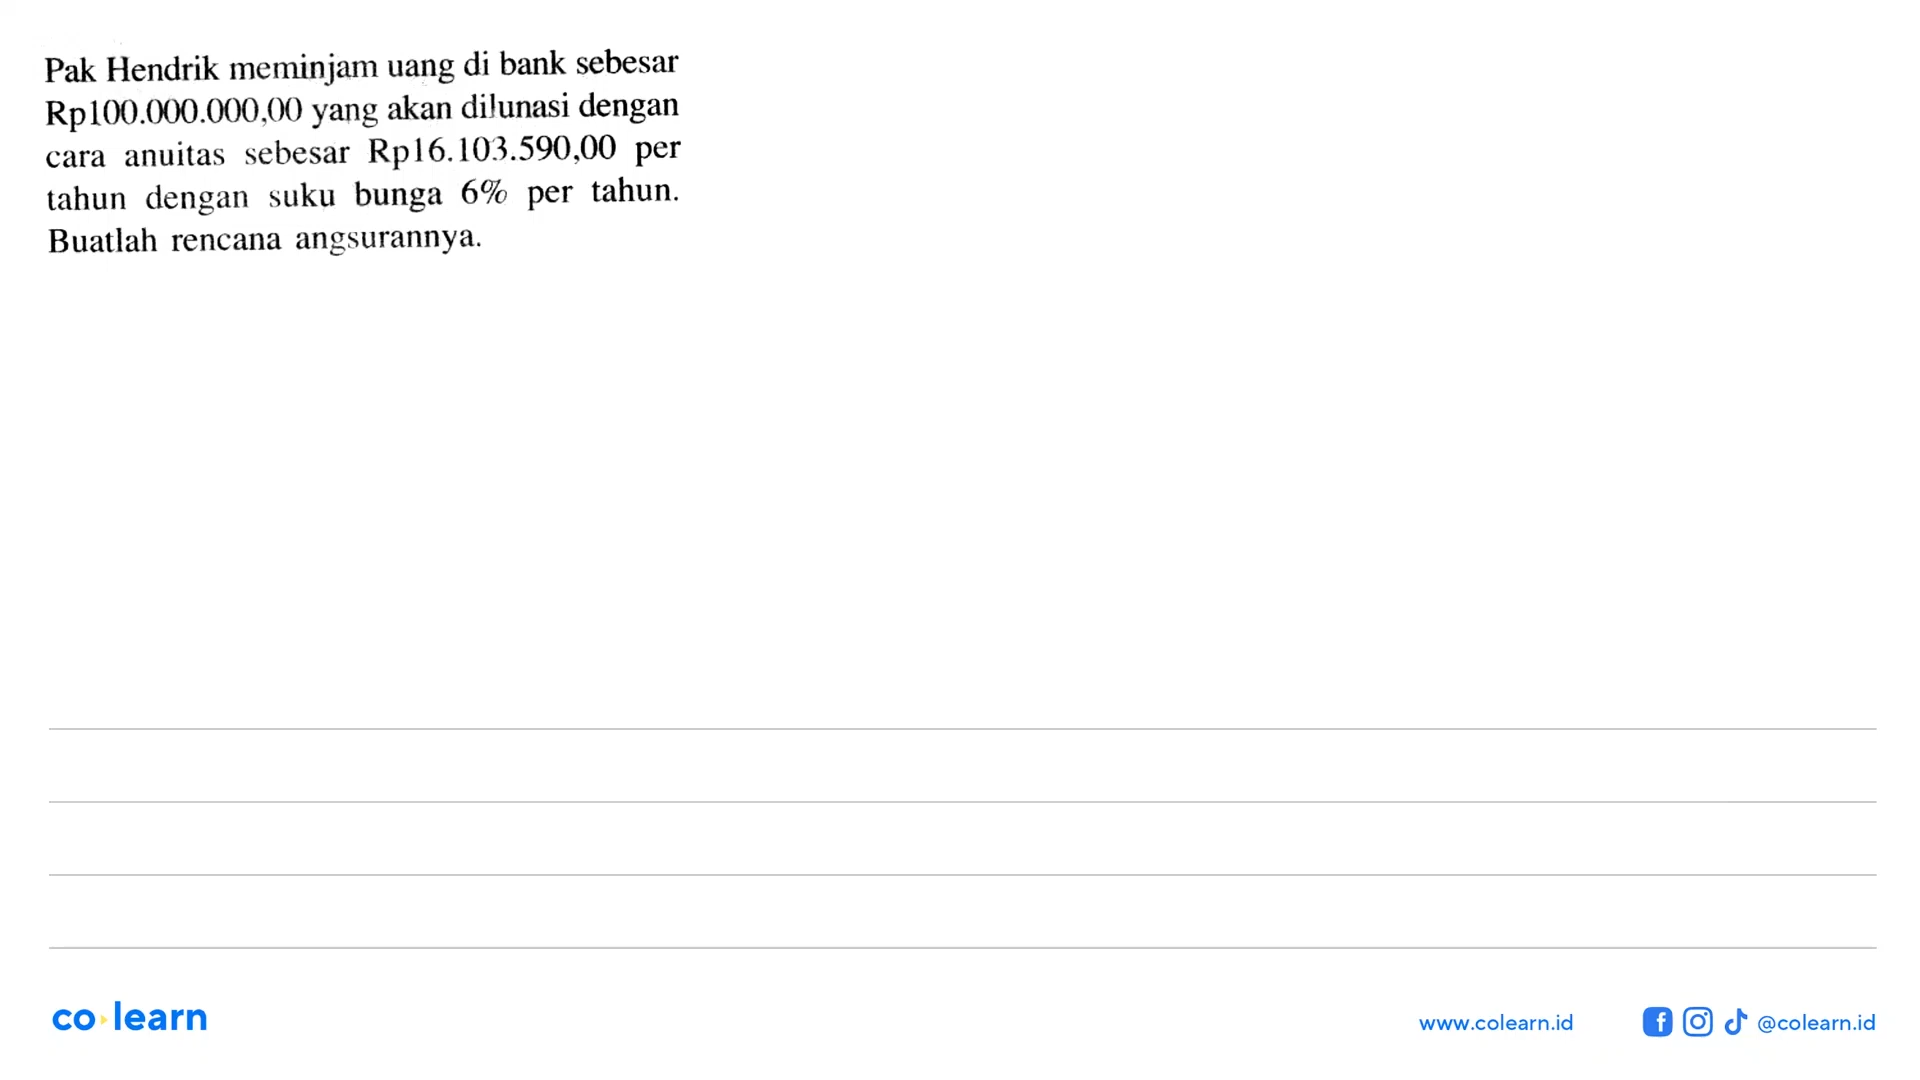 Pak Hendrik meminjam uang di bank sebesar
Rp100.000.000,00 yang akan dilunasi dengan
cara anuitas sebesar Rp16.103.590,00 per
tahun dengan suku bunga 6% per tahun.
Buatlah rencana angsurannya.
co learn
www.colearn.id
@colearn.id